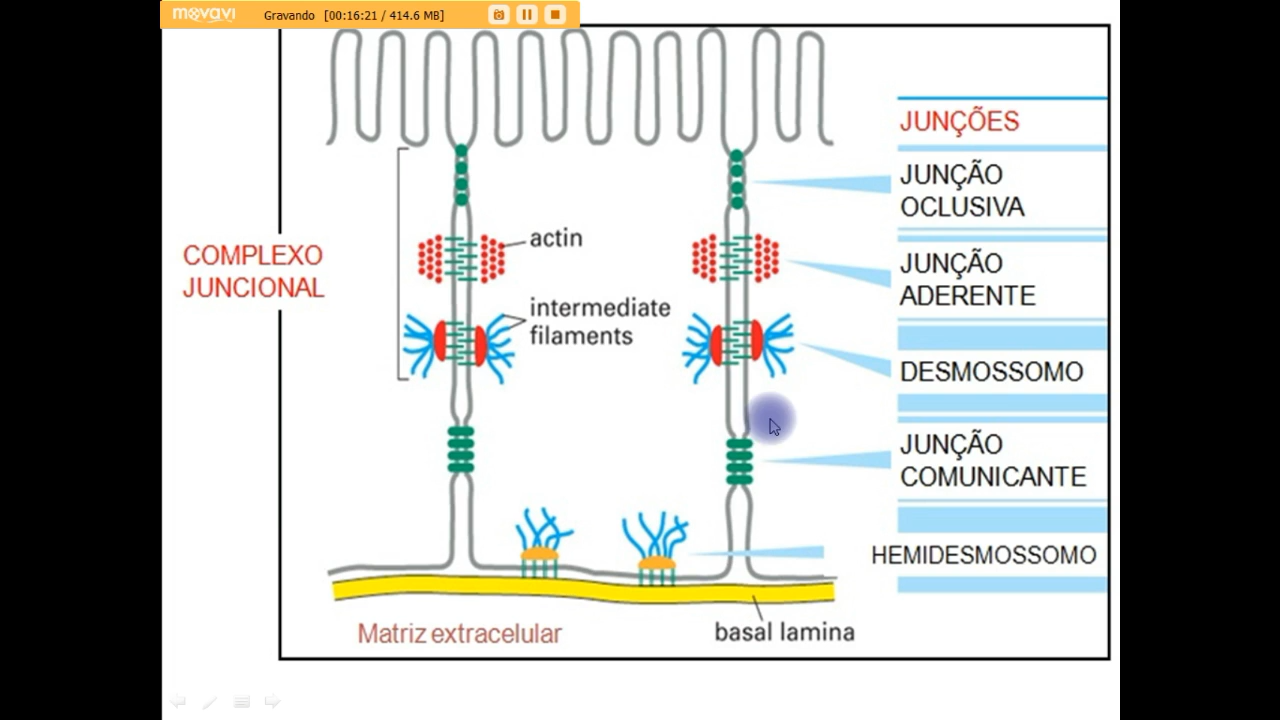 movavi
Gravando [00:16:21 / 414.6 MB]
JUNÇÕES
JUNÇÃO
OCLUSIVA
actin
COMPLEXO
JUNCIONAL
JUNÇÃO
ADERENTE
intermediate
filaments
DESMOSSOMO
JUNÇÃO
COMUNICANTE
HEMIDESMOSSOMO
Matriz extracelular
basal lamina